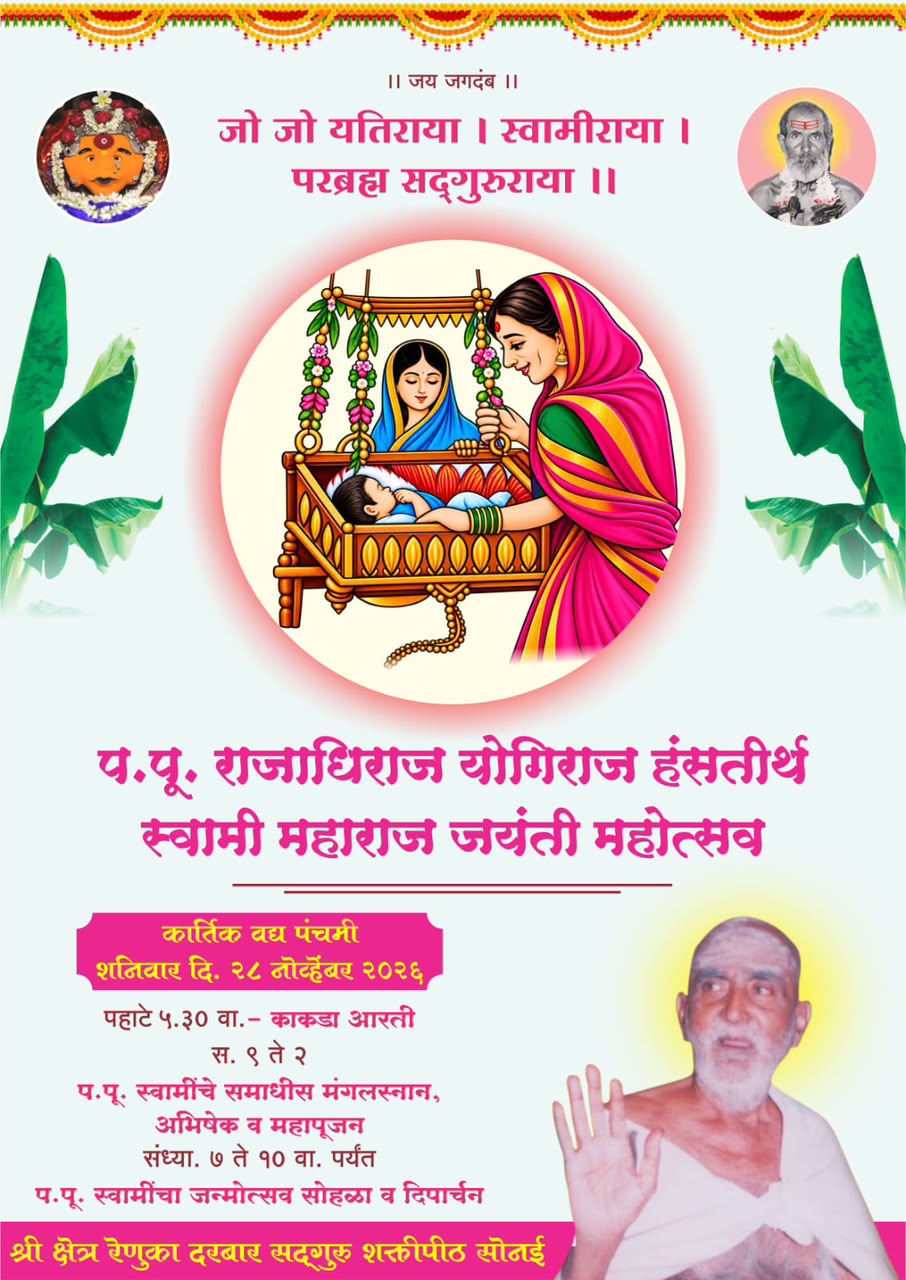 ।। जय जगदंब ।।
जो जो यतिराया । स्वामीराया ।
परब्रह्म सद्‌गुरुराया ।।
प.पू. राजाधिराज योगिराज हंसतीर्थ
स्वामी महाराज जयंती महोत्सव
कार्तिक वद्य पंचमी
शनिवार दि. २८ नोव्हेंबर २०२६
पहाटे ५.३० वा.- काकडा आरती
स. ९ ते २
प.पू. स्वामींचे समाधीस मंगलस्नान,
अभिषेक व महापूजन
संध्या. ७ ते १० वा. पर्यंत
प.पू. स्वामींचा जन्मोत्सव सोहळा व दिपार्चन
श्री क्षेत्र रेणुका दरबार सद्‌गुरु शक्तीपीठ सोनई